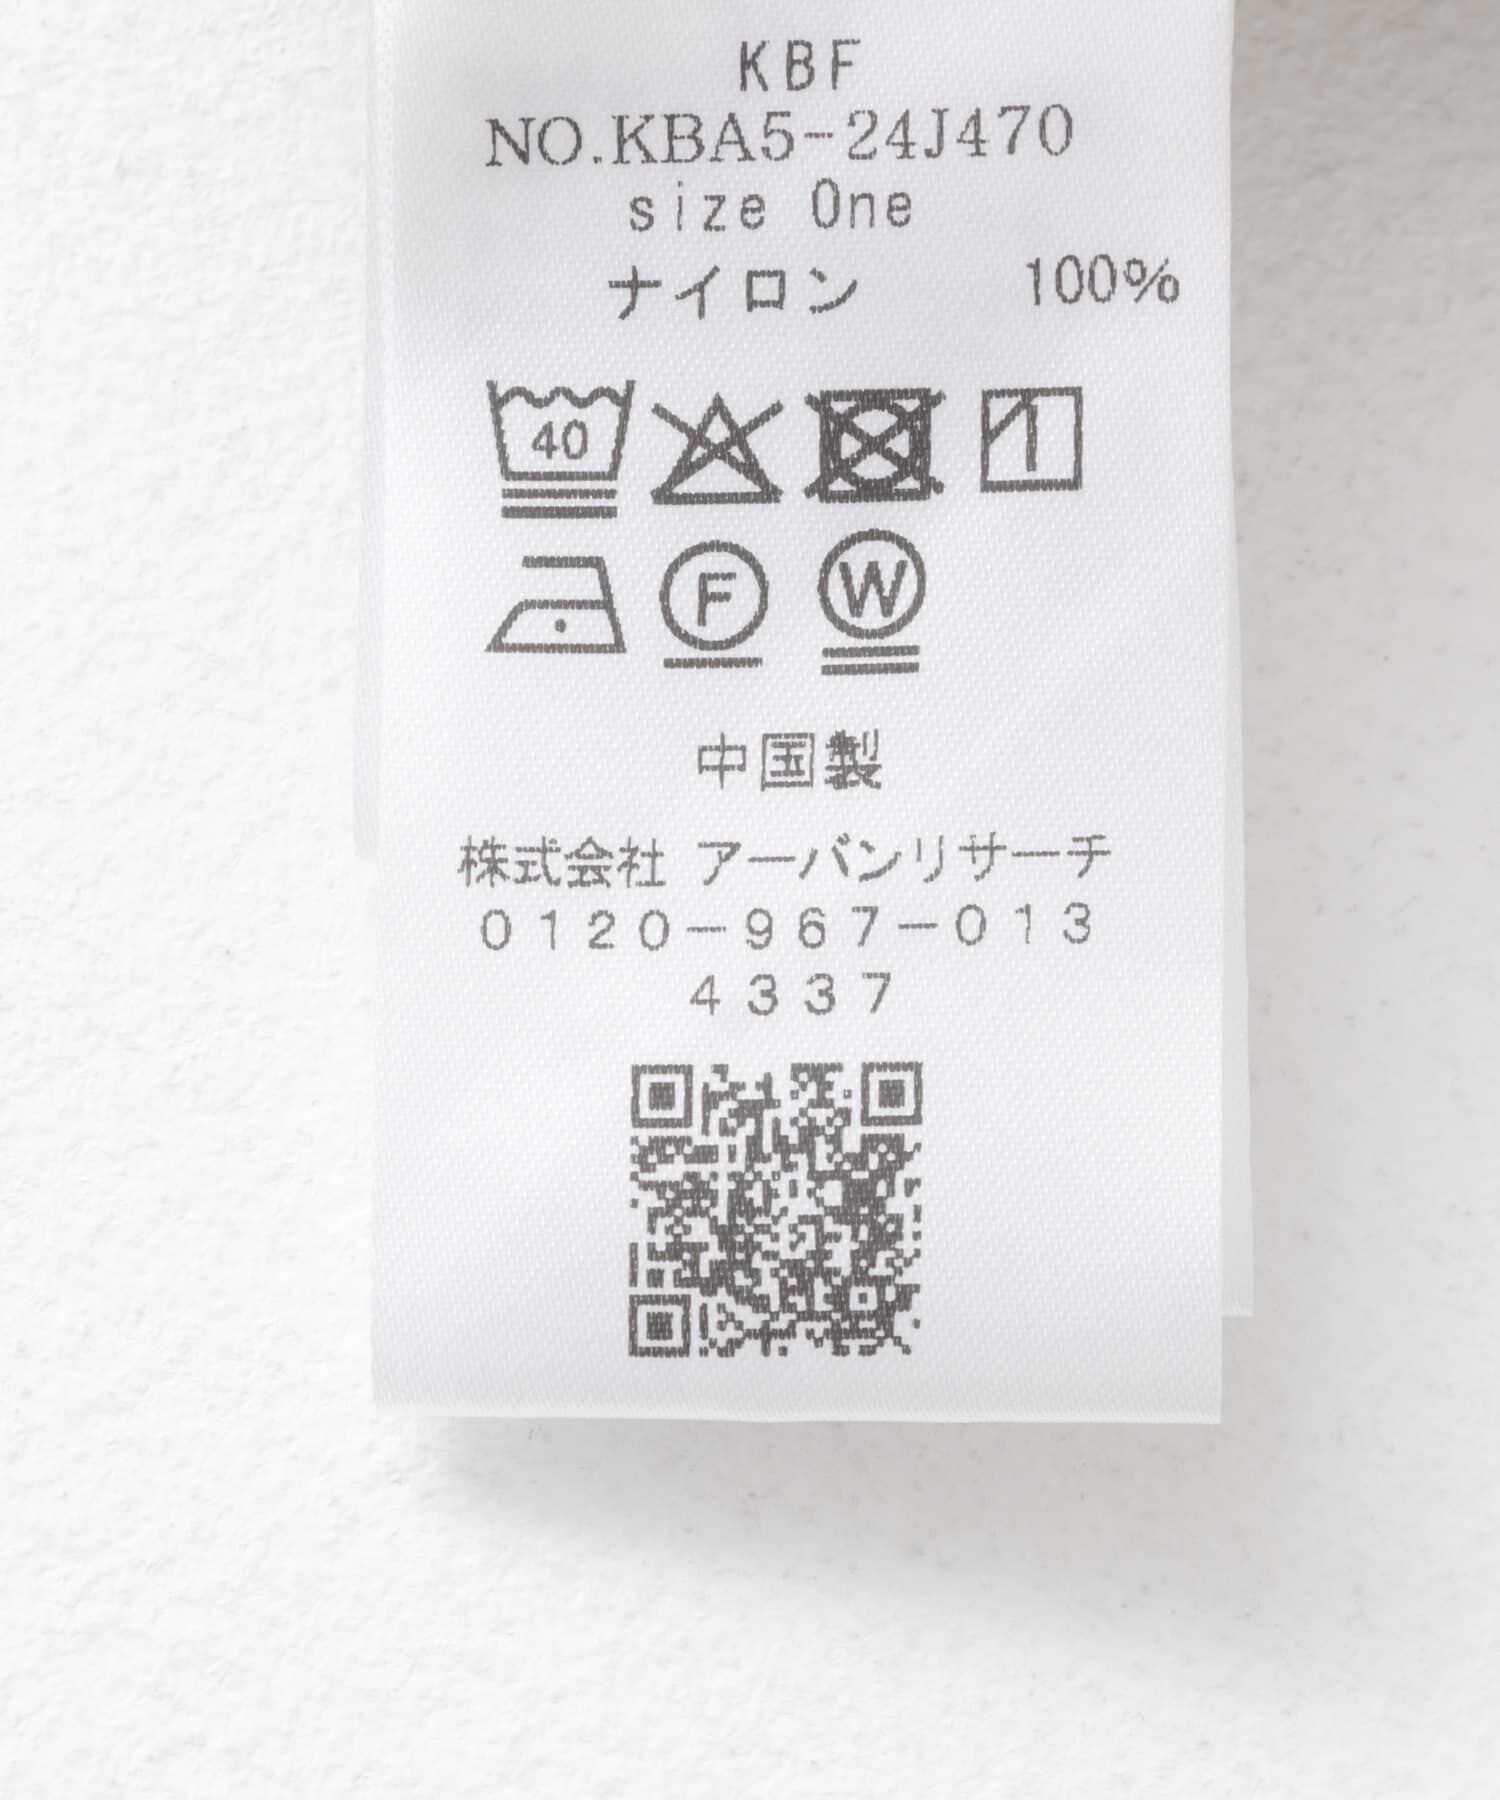 KBF
NO.KBA5-24J470
size One
ナイロン 100%
40
F W
中国製
株式会社 アーバンリサーチ
0120-967-013
4337